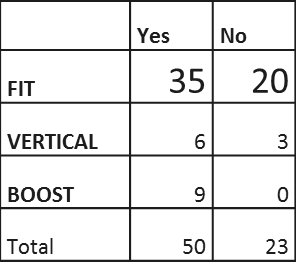 Yes No
FIT 35 20
VERTICAL 6 3
BOOST 9 0
Total 50 23